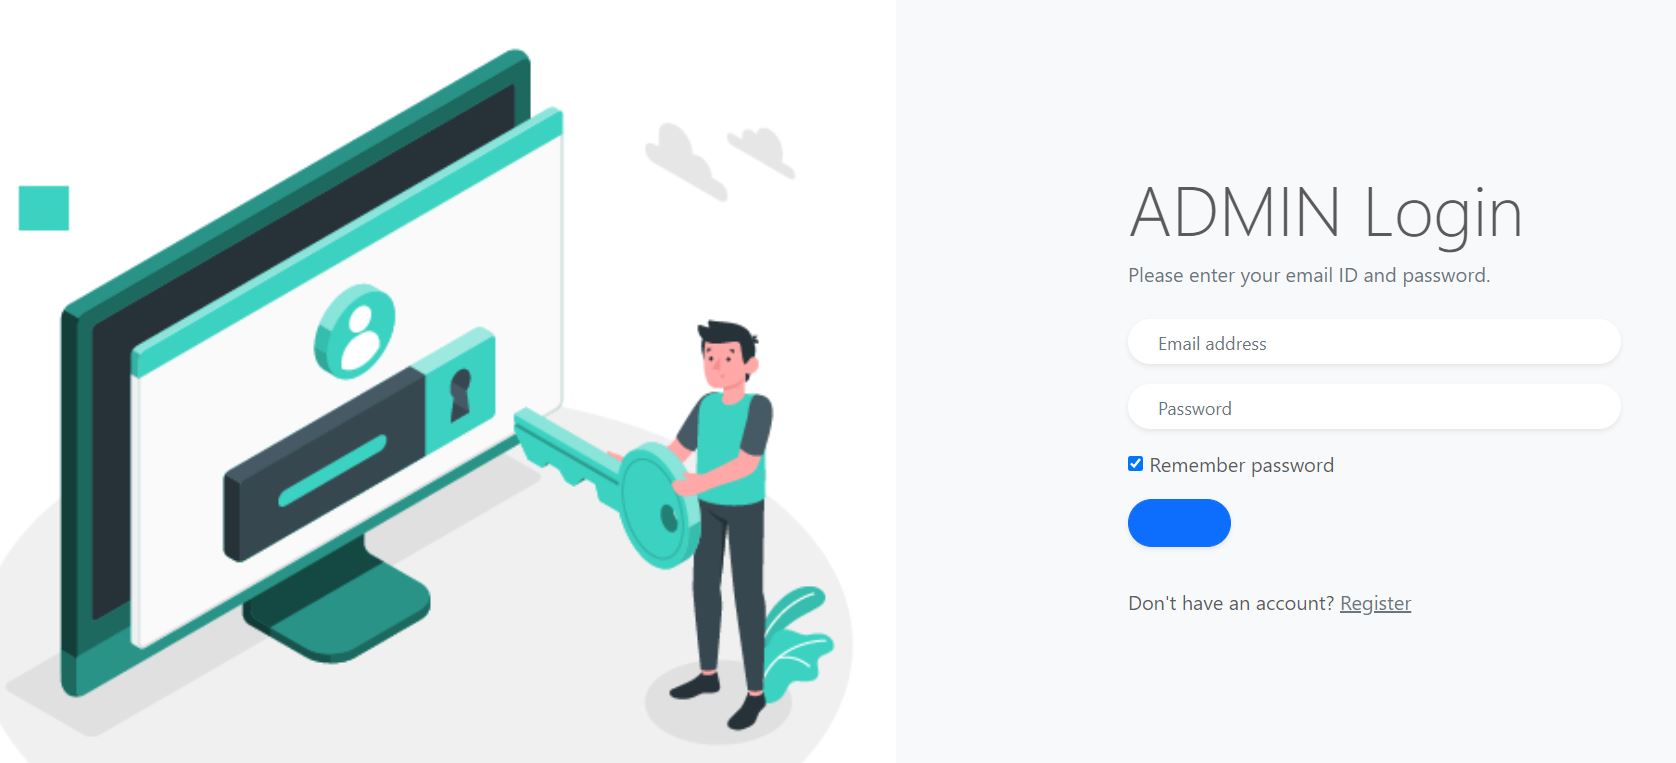 ADMIN Login
Please enter your email ID and password.
Email address
Password
Remember password
Don't have an account? Register